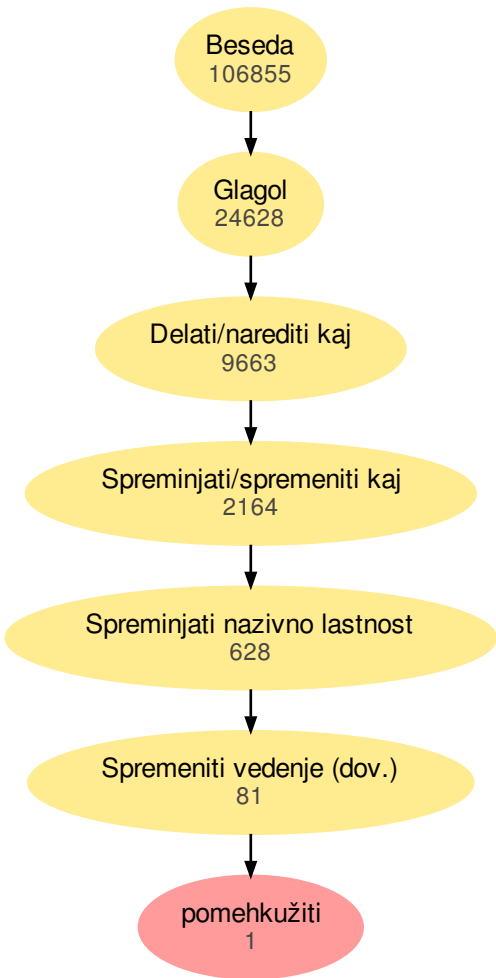 Beseda
106855
Glagol
24628
Delati/narediti kaj
9663
Spreminjati/spremeniti kaj
2164
Spreminjati nazivno lastnost
628
Spremeniti vedenje (dov.)
81
pomehkužiti
1